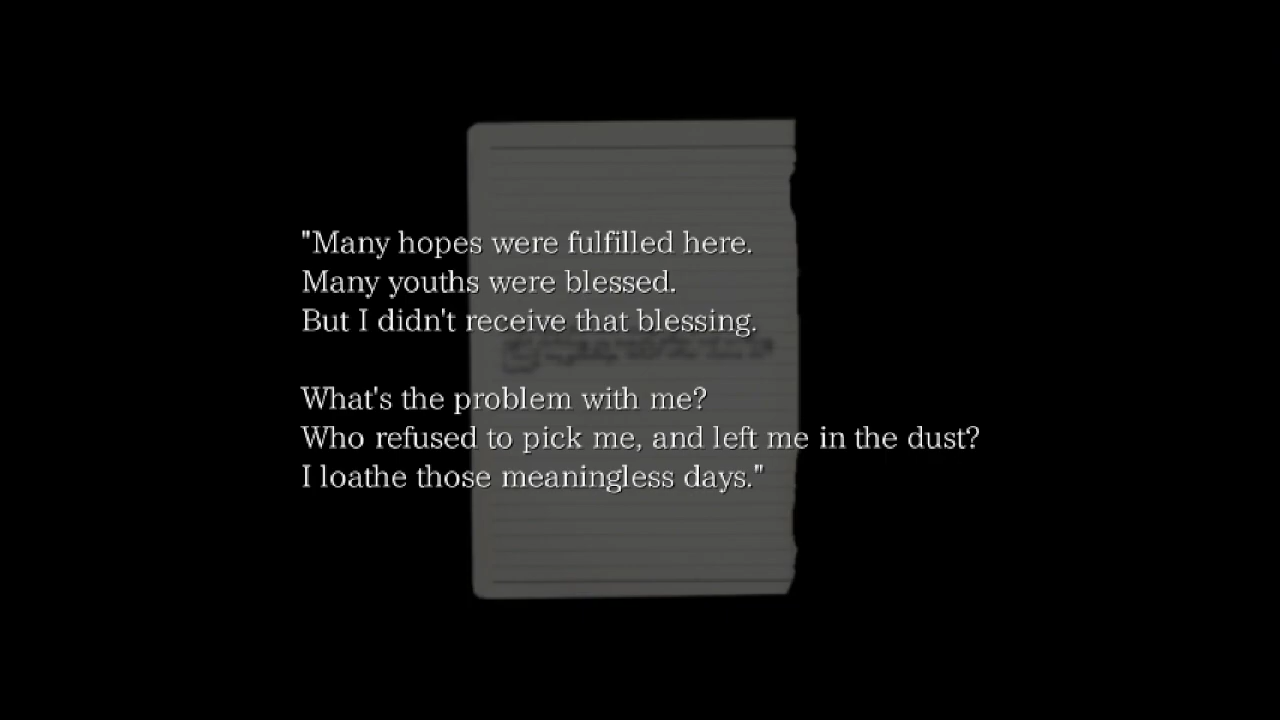 "Many hopes were fulfilled here.
Many youths were blessed.
But I didn't receive that blessing.
What's the problem with me?
Who refused to pick me, and left me in the dust?
I loathe those meaningless days."